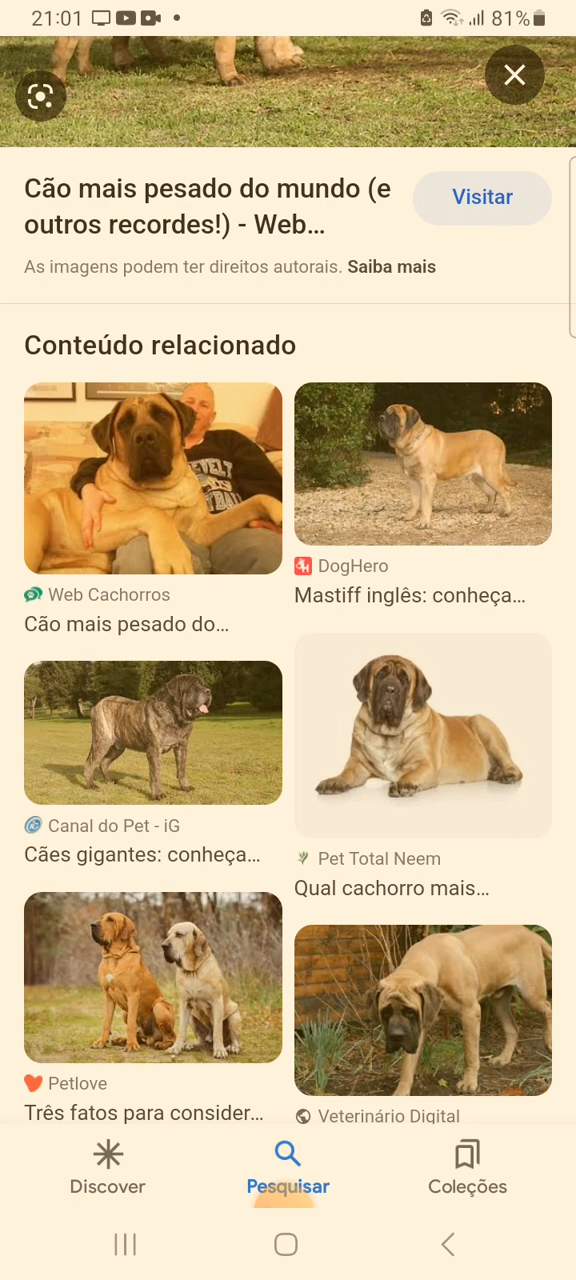 21:01
81%
Cão mais pesado do mundo (e
outros recordes!) - Web...
Visitar
As imagens podem ter direitos autorais. Saiba mais
Conteúdo relacionado
Web Cachorros
Cão mais pesado do...
DogHero
Mastiff inglês: conheça...
Canal do Pet - iG
Cães gigantes: conheça...
Pet Total Neem
Qual cachorro mais...
Petlove
Três fatos para consider...
Veterinário Digital
Discover
Pesquisar
Coleções